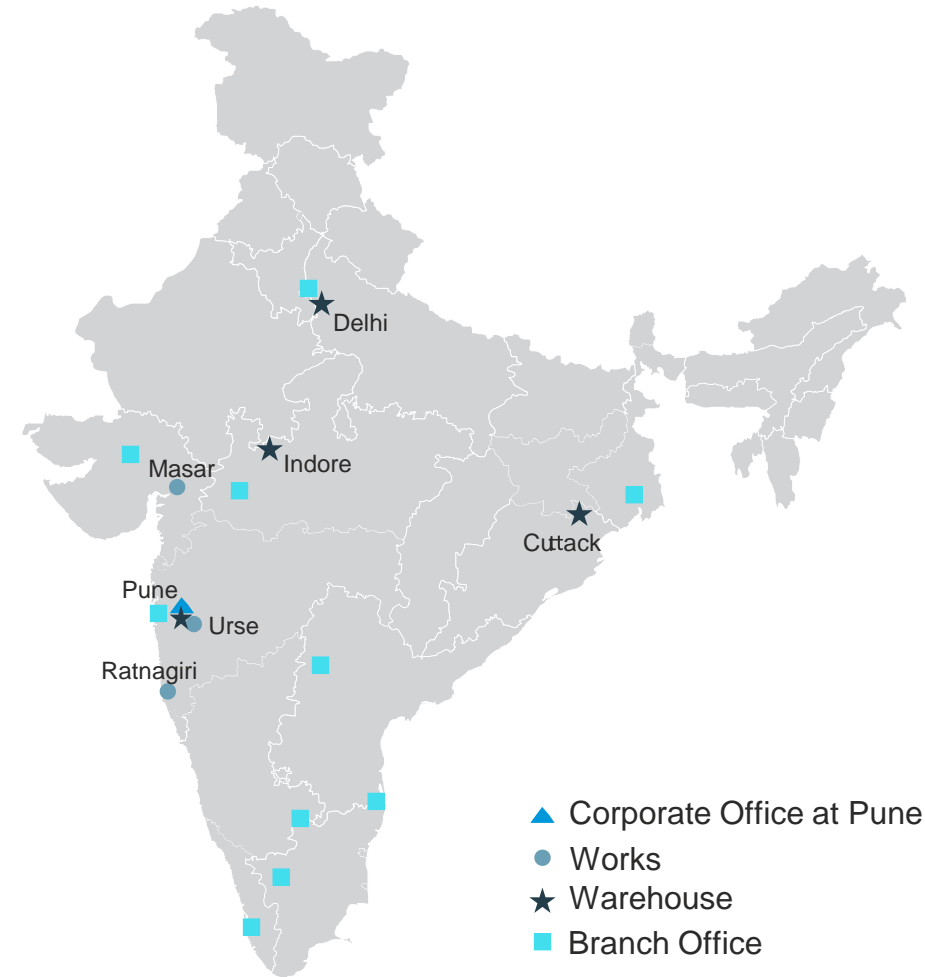 Delhi
Masar
Indore
Cuttack
Pune
Urse
Ratnagiri
Corporate Office at Pune
Works
Warehouse
Branch Office